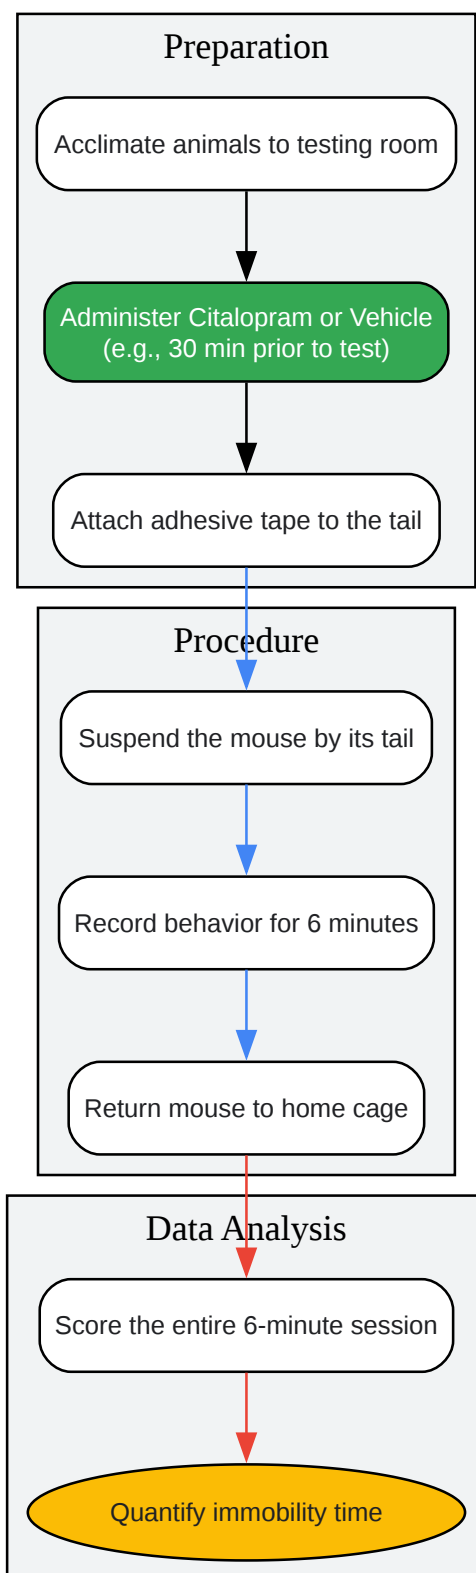 Preparation
Acclimate animals to testing room
Administer Citalopram or Vehicle
(e.g., 30 min prior to test)
Attach adhesive tape to the tail
Procedure
Suspend the mouse by its tail
Record behavior for 6 minutes
Return mouse to home cage
Data Analysis
Score the entire 6-minute session
Quantify immobility time